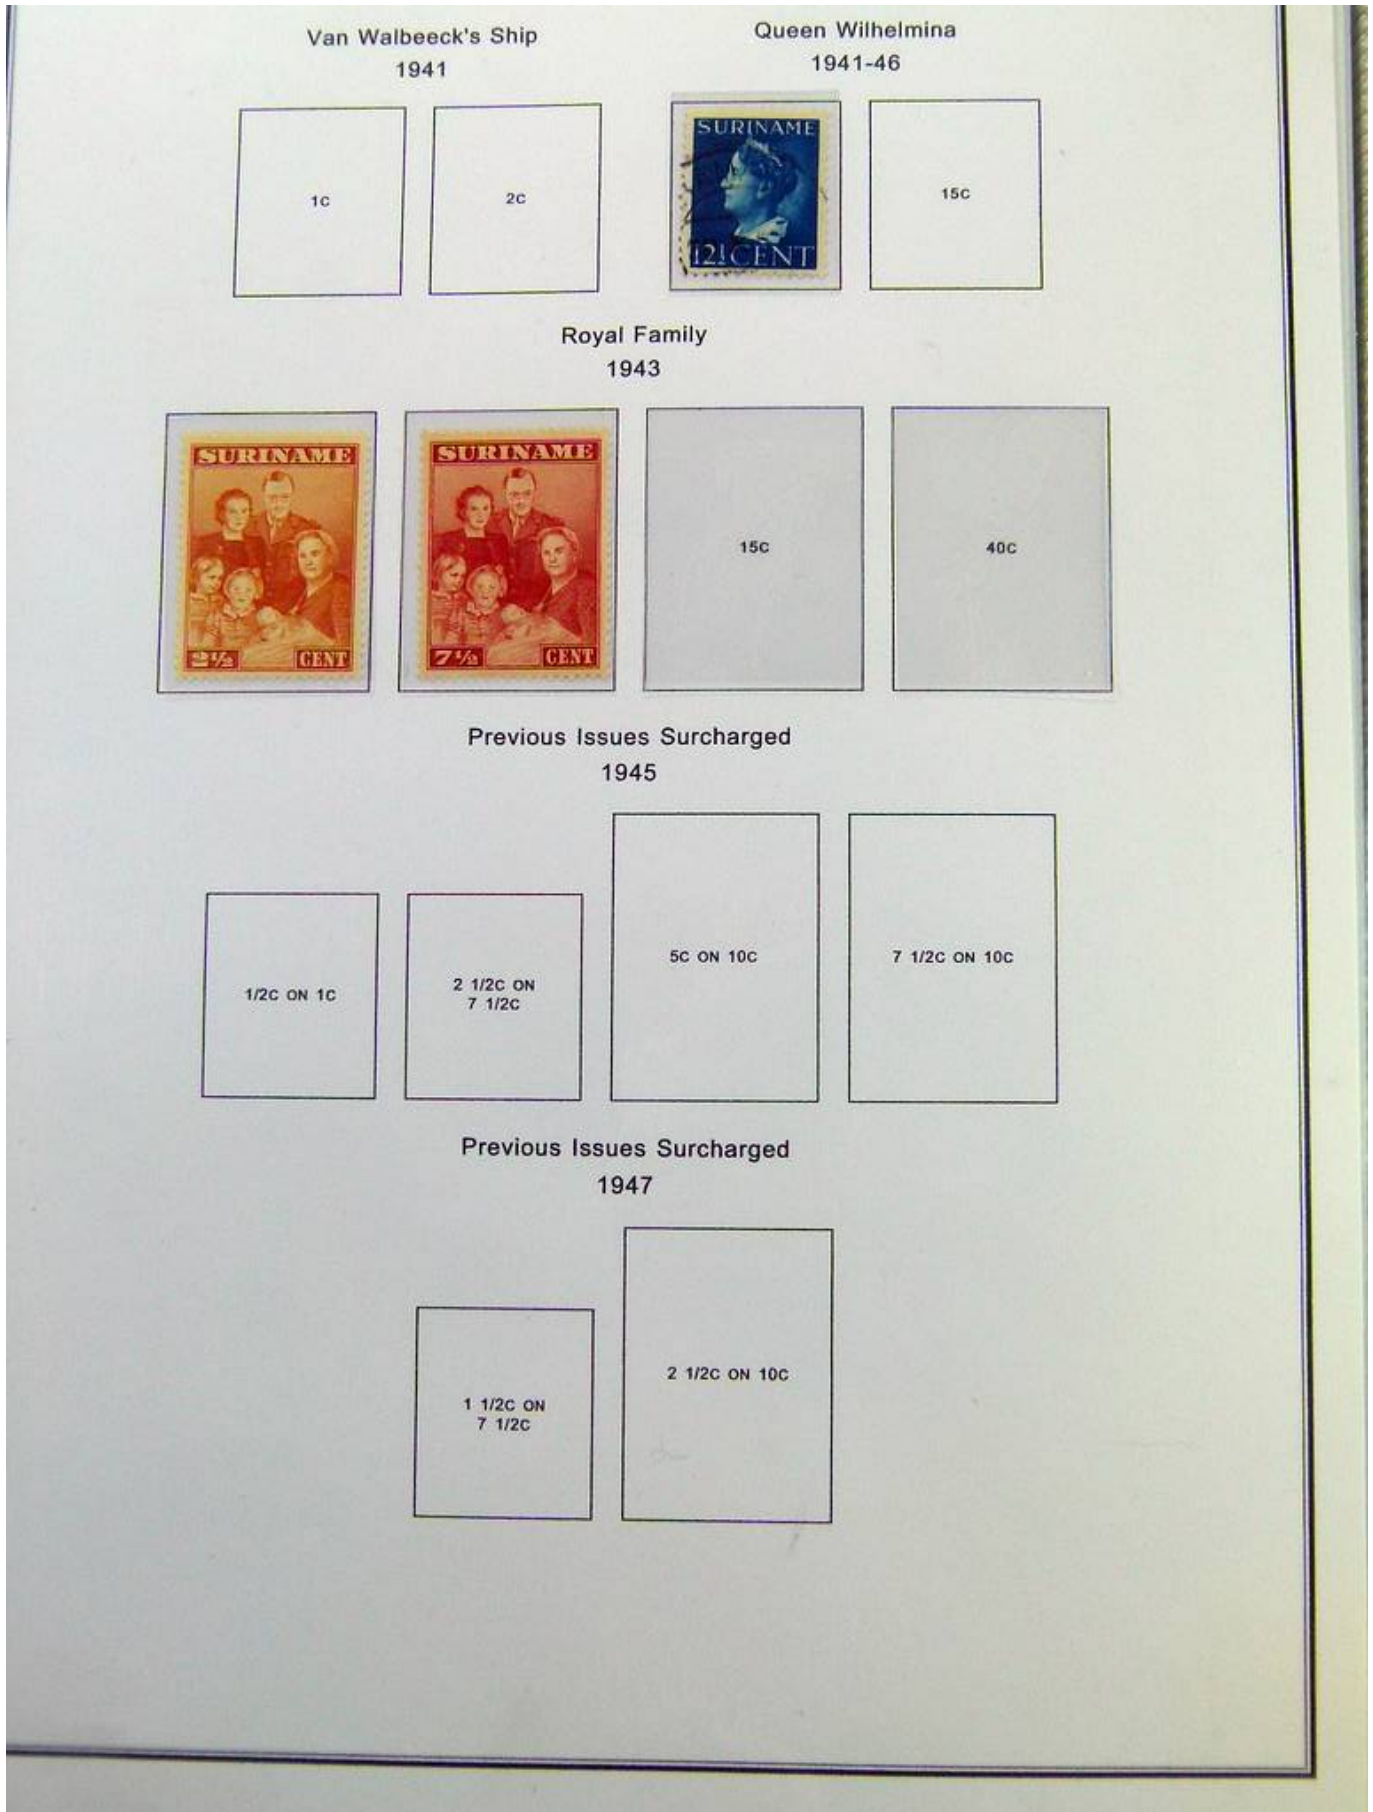 Van Walbeeck's Ship
1941
Queen Wilhelmina
1941-46
1C
2C
SURINAME
12½ CENT
15C
Royal Family
1943
SURINAME
2½ CENT
SURINAME
7½ CENT
15C
40C
Previous Issues Surcharged
1945
1/2C ON 1C
2 1/2C ON
7 1/2C
5C ON 10C
7 1/2C ON 10C
Previous Issues Surcharged
1947
1 1/2C ON
7 1/2C
2 1/2C ON 10C